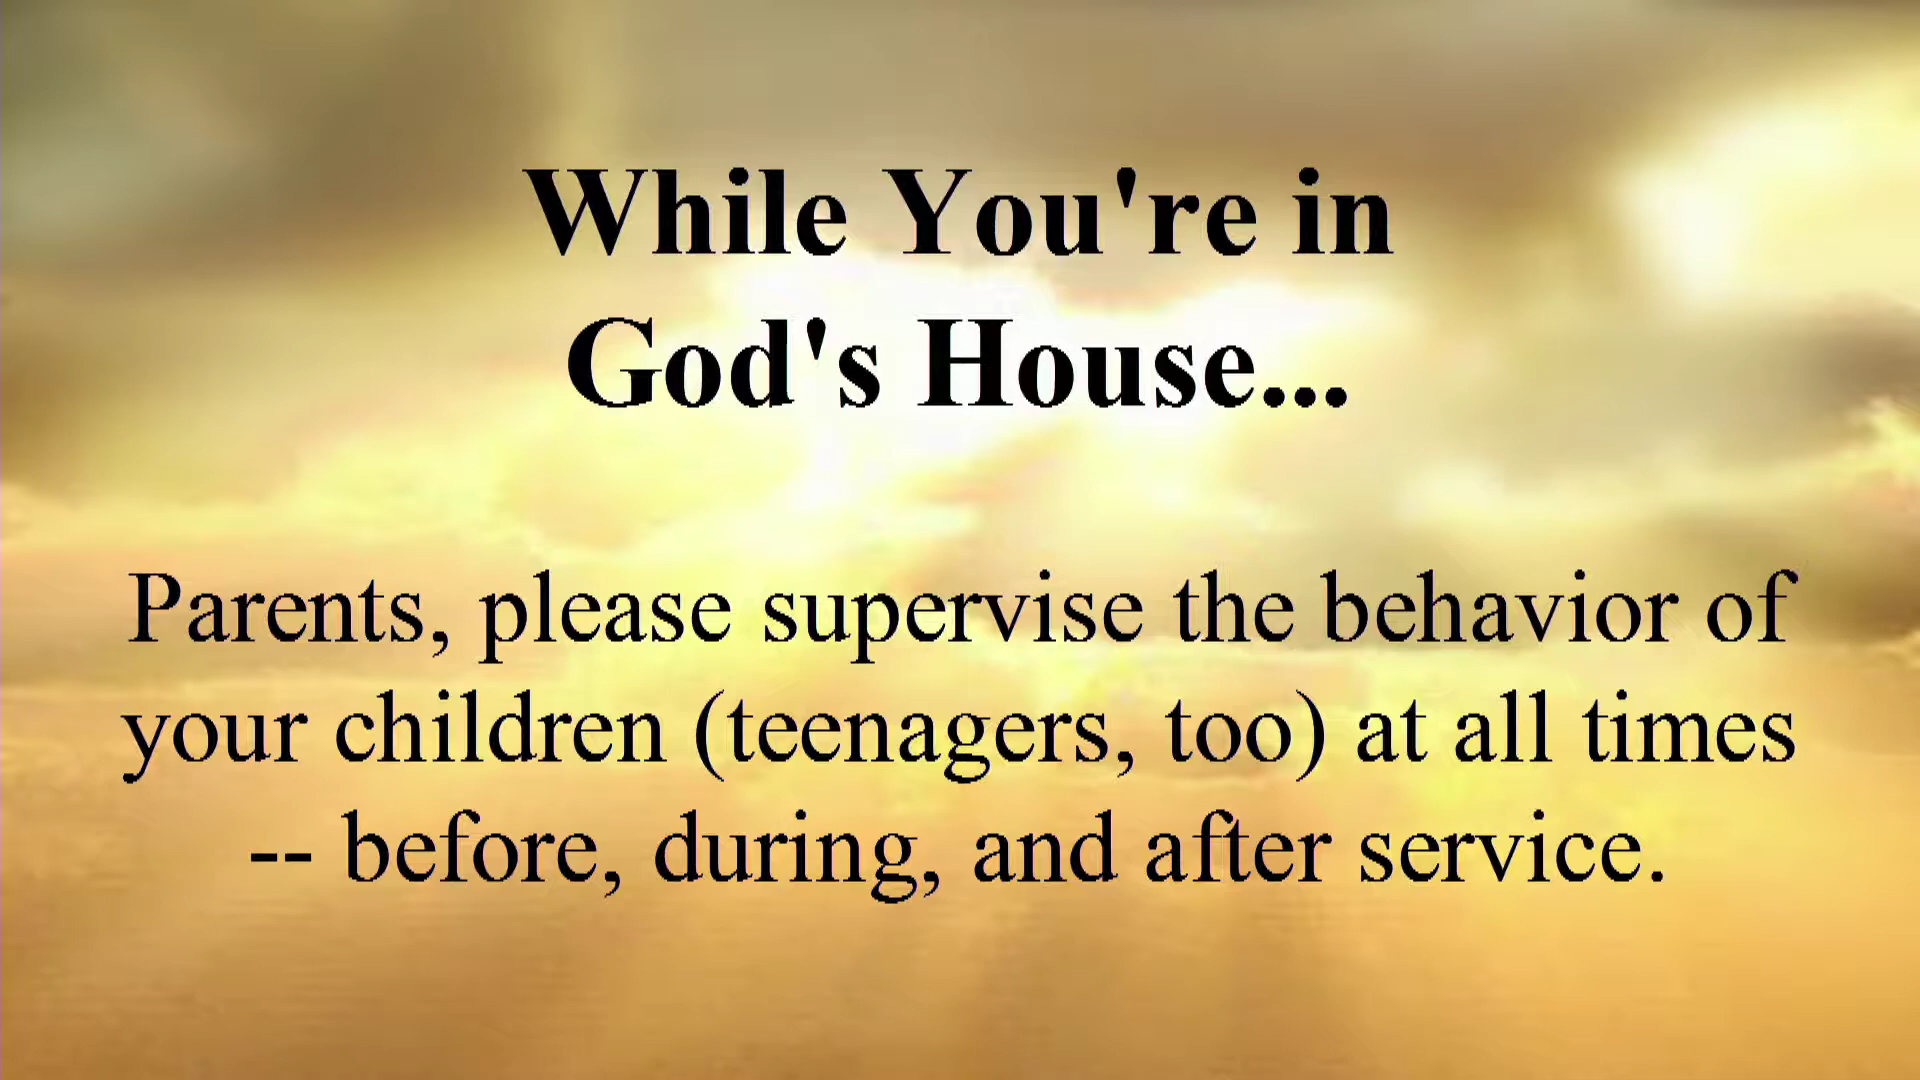 While You're in
God's House...
Parents, please supervise the behavior of
your children (teenagers, too) at all times
-- before, during, and after service.